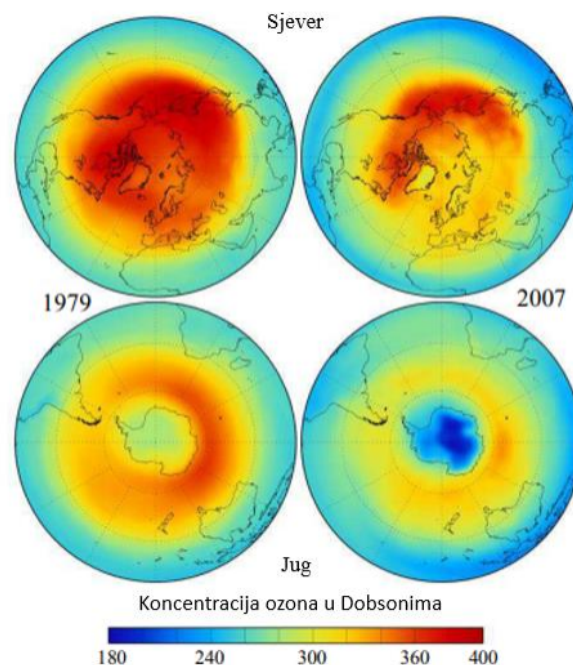 Sjever
1979
2007
Jug
Koncentracija ozona u Dobsonima
180 240 300 360 400